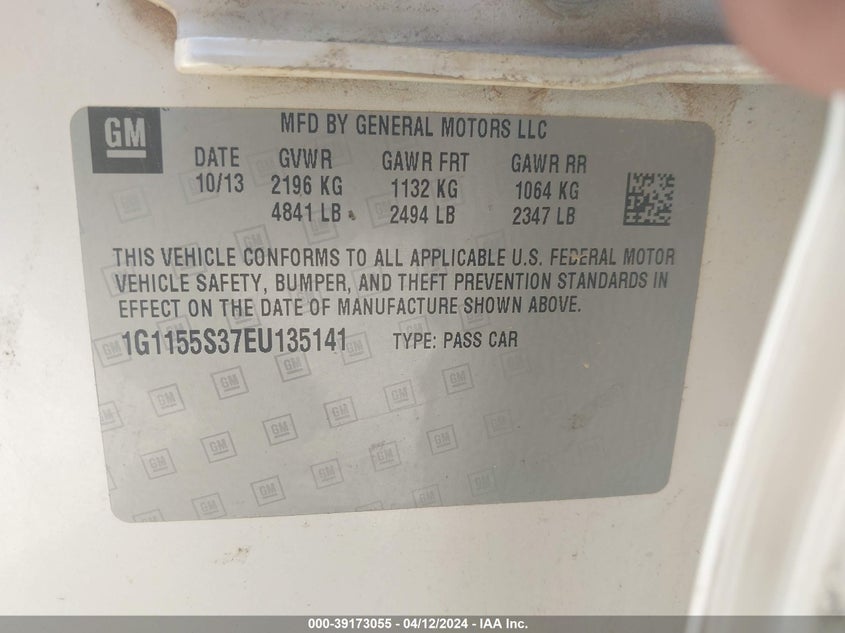 GM MFD BY GENERAL MOTORS LLC
DATE GVWR GAWR FRT GAWR RR
10/13 2196 KG 1132 KG 1064 KG
4841 LB 2494 LB 2347 LB
THIS VEHICLE CONFORMS TO ALL APPLICABLE U.S. FEDERAL MOTOR
VEHICLE SAFETY, BUMPER, AND THEFT PREVENTION STANDARDS IN
EFFECT ON THE DATE OF MANUFACTURE SHOWN ABOVE.
1G1155S37EU135141 TYPE: PASS CAR
000-39173055 - 04/12/2024 - IAA Inc.